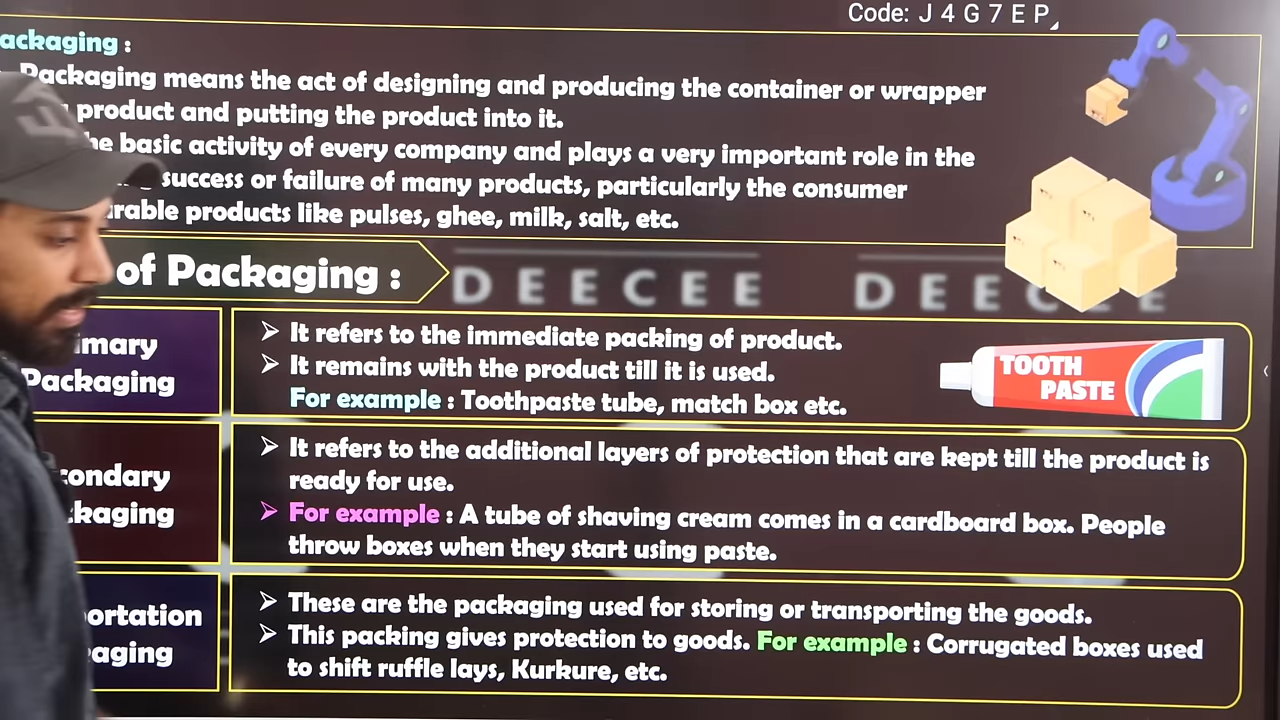 Code: J 4 G 7 E P
ackaging :
Packaging means the act of designing and producing the container or wrapper
product and putting the product into it.
he basic activity of every company and plays a very important role in the
success or failure of many products, particularly the consumer
rable products like pulses, ghee, milk, salt, etc.
of Packaging :
DEECEE DEECEE
mary
Packaging
➢ It refers to the immediate packing of product.
➢ It remains with the product till it is used.
For example : Toothpaste tube, match box etc.
TOOTH
PASTE
condary
kaging
➢ It refers to the additional layers of protection that are kept till the product is
ready for use.
➢ For example : A tube of shaving cream comes in a cardboard box. People
throw boxes when they start using paste.
portation
aging
➢ These are the packaging used for storing or transporting the goods.
➢ This packing gives protection to goods. For example : Corrugated boxes used
to shift ruffle lays, Kurkure, etc.